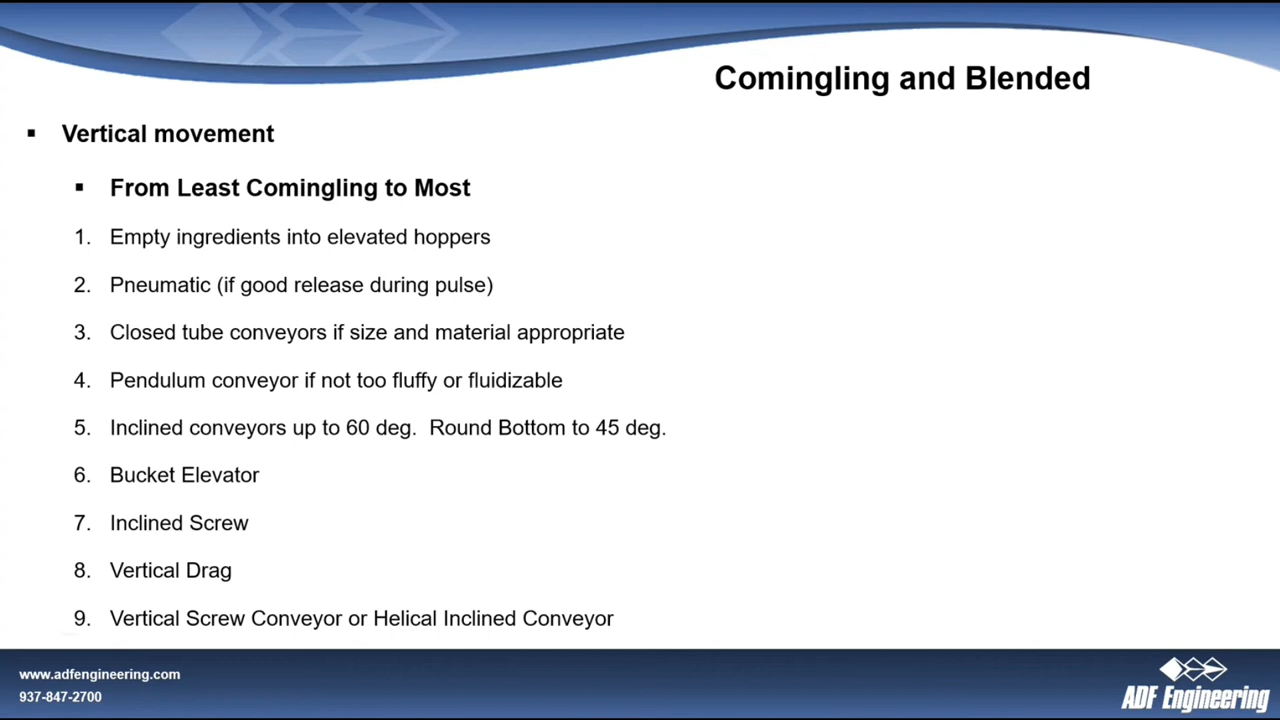 Comingling and Blended
▪ Vertical movement
▪ From Least Comingling to Most
1. Empty ingredients into elevated hoppers
2. Pneumatic (if good release during pulse)
3. Closed tube conveyors if size and material appropriate
4. Pendulum conveyor if not too fluffy or fluidizable
5. Inclined conveyors up to 60 deg.  Round Bottom to 45 deg.
6. Bucket Elevator
7. Inclined Screw
8. Vertical Drag
9. Vertical Screw Conveyor or Helical Inclined Conveyor
www.adfengineering.com
937-847-2700
ADF Engineering